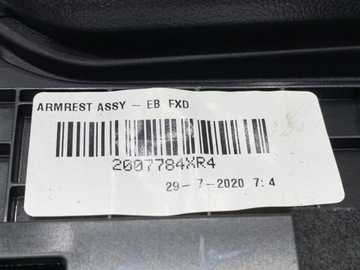 ARMREST ASSY - EB FXD
2007784XR4
29-7-2020 7:4